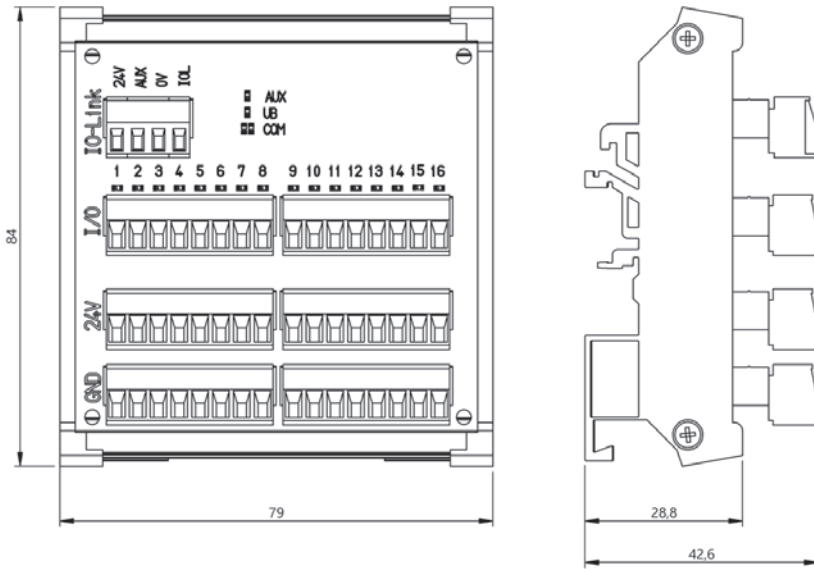 24V AUX 0V IOL
IO-Link
AUX
UB
COM
1 2 3 4 5 6 7 8 9 10 11 12 13 14 15 16
I/O
24V
GND
84
79
28,8
42,6